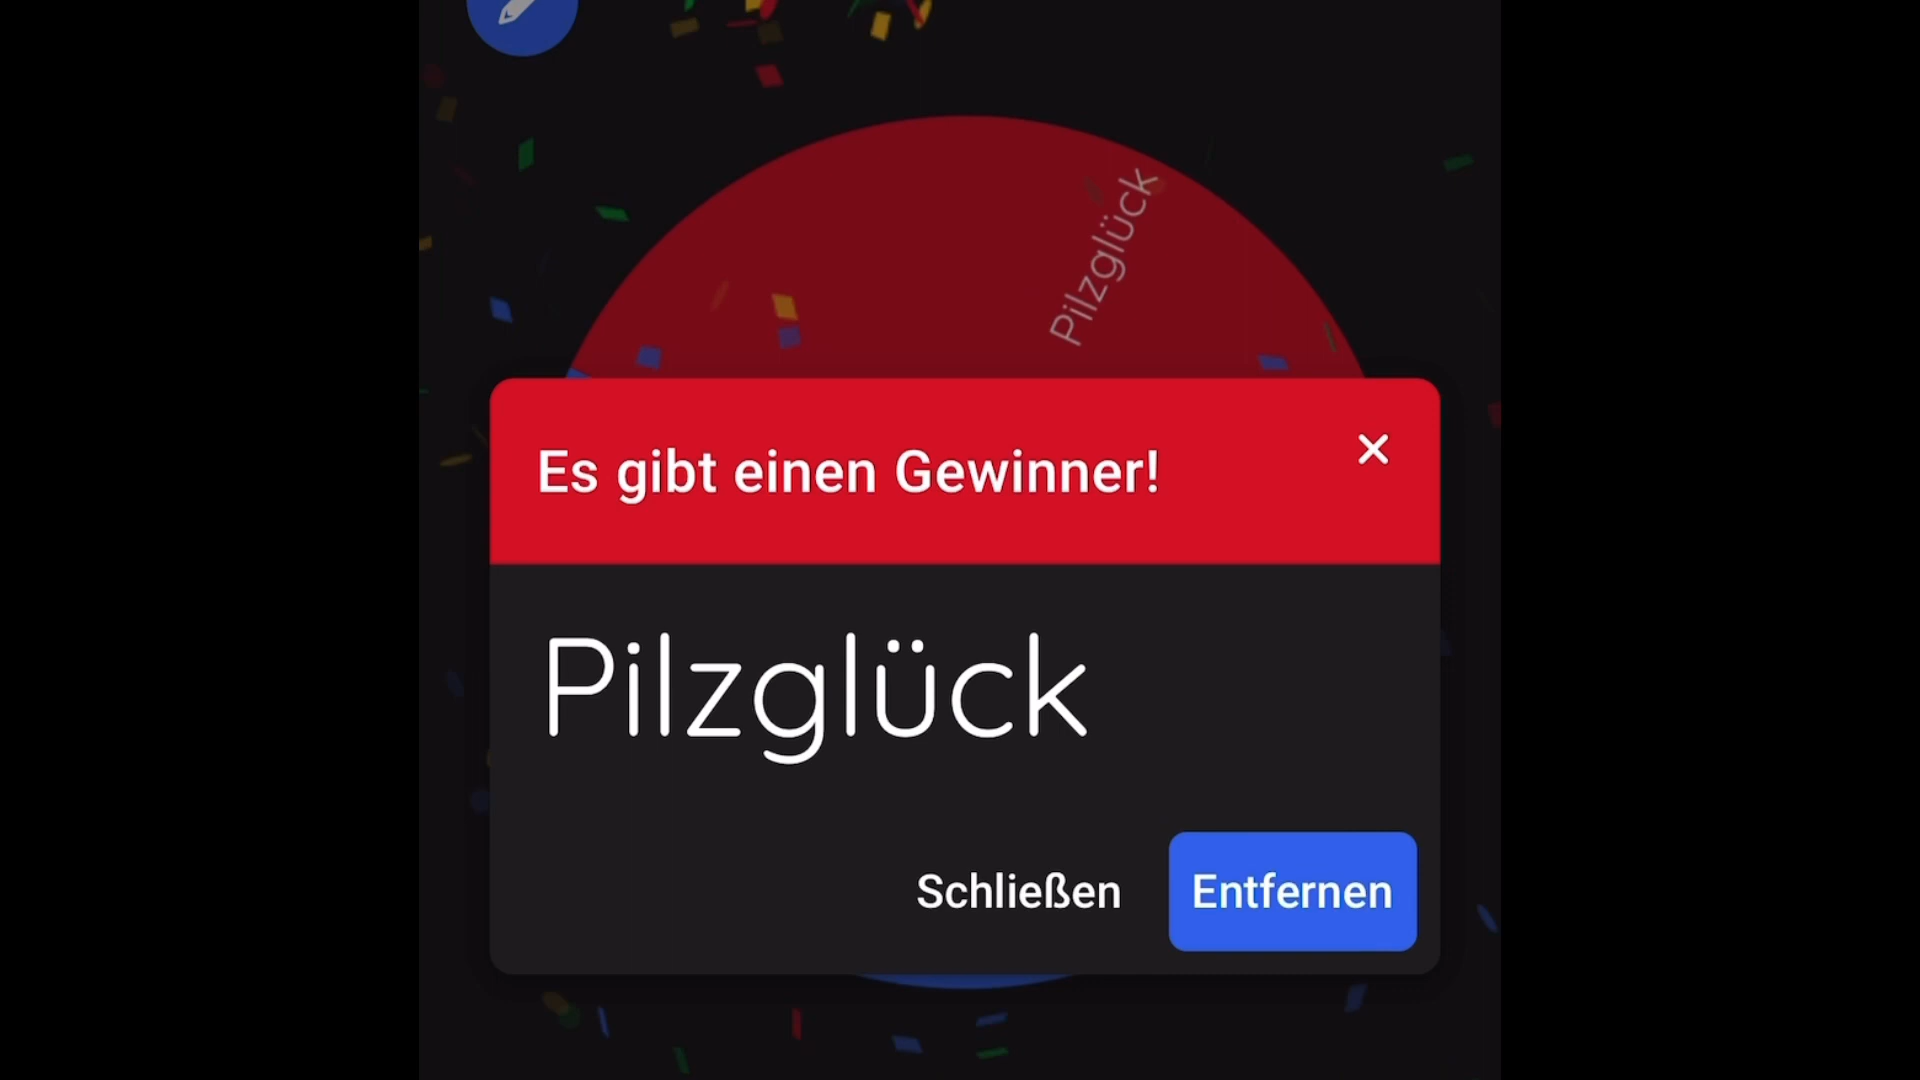 Pilzglück
Es gibt einen Gewinner!
Pilzglück
Schließen
Entfernen